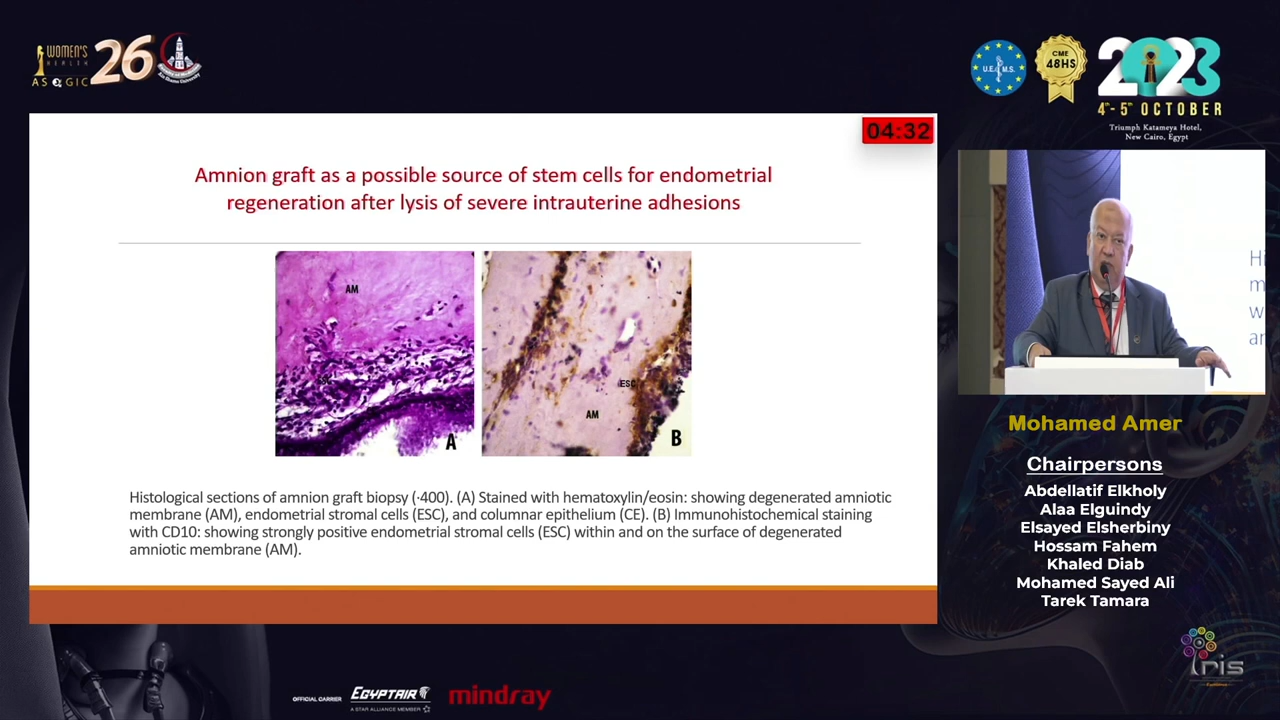 WOMEN'S
HEALTH
ASOGIC
26
U.E.M.S.
CME
48HS
2023
4th - 5th OCTOBER
Triumph Katameya Hotel,
New Cairo, Egypt
04:32
Amnion graft as a possible source of stem cells for endometrial
regeneration after lysis of severe intrauterine adhesions
AM
ESC
A
ESC
AM
B
Histological sections of amnion graft biopsy (·400). (A) Stained with hematoxylin/eosin: showing degenerated amniotic
membrane (AM), endometrial stromal cells (ESC), and columnar epithelium (CE). (B) Immunohistochemical staining
with CD10: showing strongly positive endometrial stromal cells (ESC) within and on the surface of degenerated
amniotic membrane (AM).
Hi
m
w
ar
Mohamed Amer
Chairpersons
Abdellatif Elkholy
Alaa Elguindy
Elsayed Elsherbiny
Hossam Fahem
Khaled Diab
Mohamed Sayed Ali
Tarek Tamara
OFFICIAL CARRIER
EGYPTAIR
A STAR ALLIANCE MEMBER
mindray
Iris